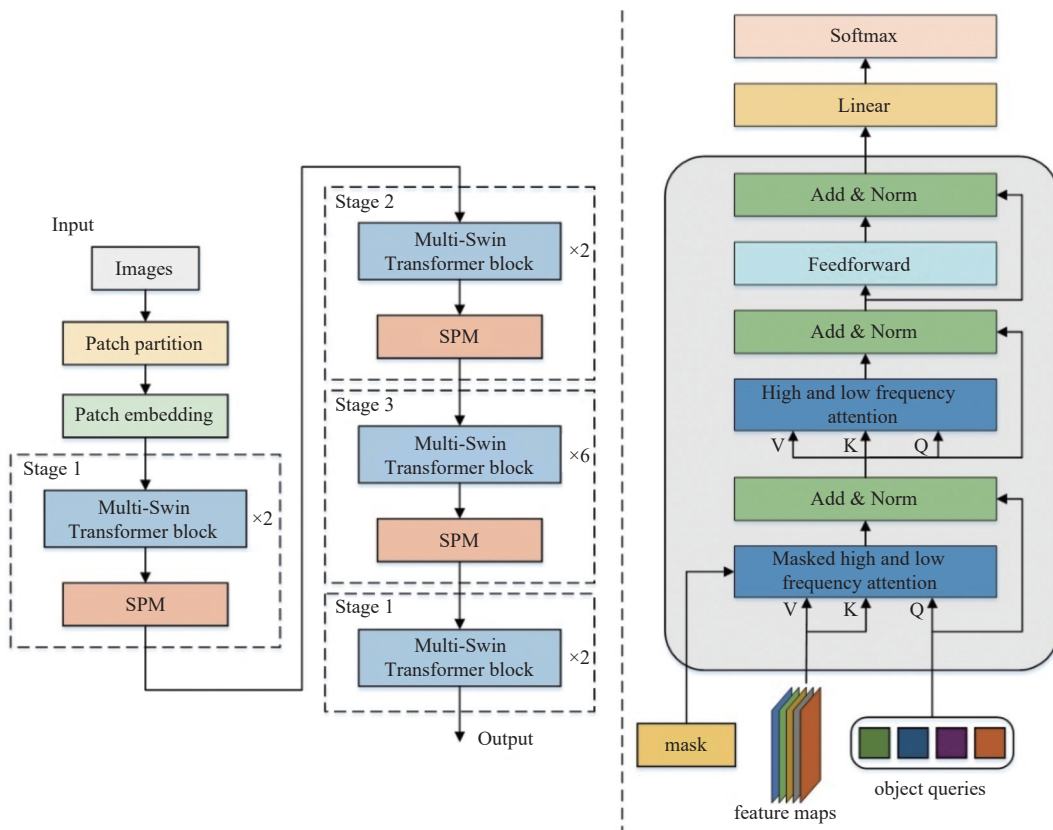 Input
Images
Patch partition
Patch embedding
Stage 1
Multi-Swin
Transformer block
×2
SPM
Stage 2
Multi-Swin
Transformer block
×2
SPM
Stage 3
Multi-Swin
Transformer block
×6
SPM
Stage 1
Multi-Swin
Transformer block
×2
Output
Softmax
Linear
Add & Norm
Feedforward
Add & Norm
High and low frequency
attention
V
K
Q
Add & Norm
Masked high and low
frequency attention
V
K
Q
mask
feature maps
object queries